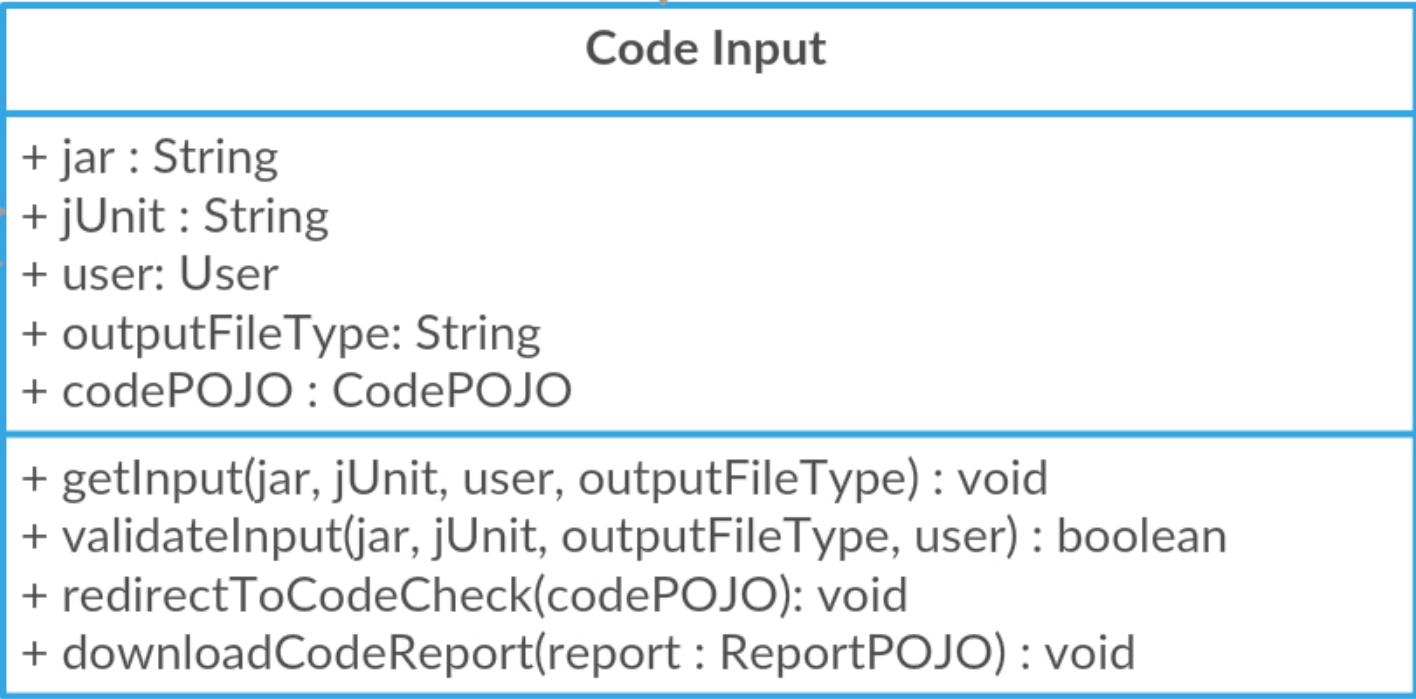 Code Input
+ jar : String
+ jUnit : String
+ user: User
+ outputFileType: String
+ codePOJO : CodePOJO
+ getInput(jar, jUnit, user, outputFileType) : void
+ validateInput(jar, jUnit, outputFileType, user) : boolean
+ redirectToCodeCheck(codePOJO): void
+ downloadCodeReport(report : ReportPOJO) : void